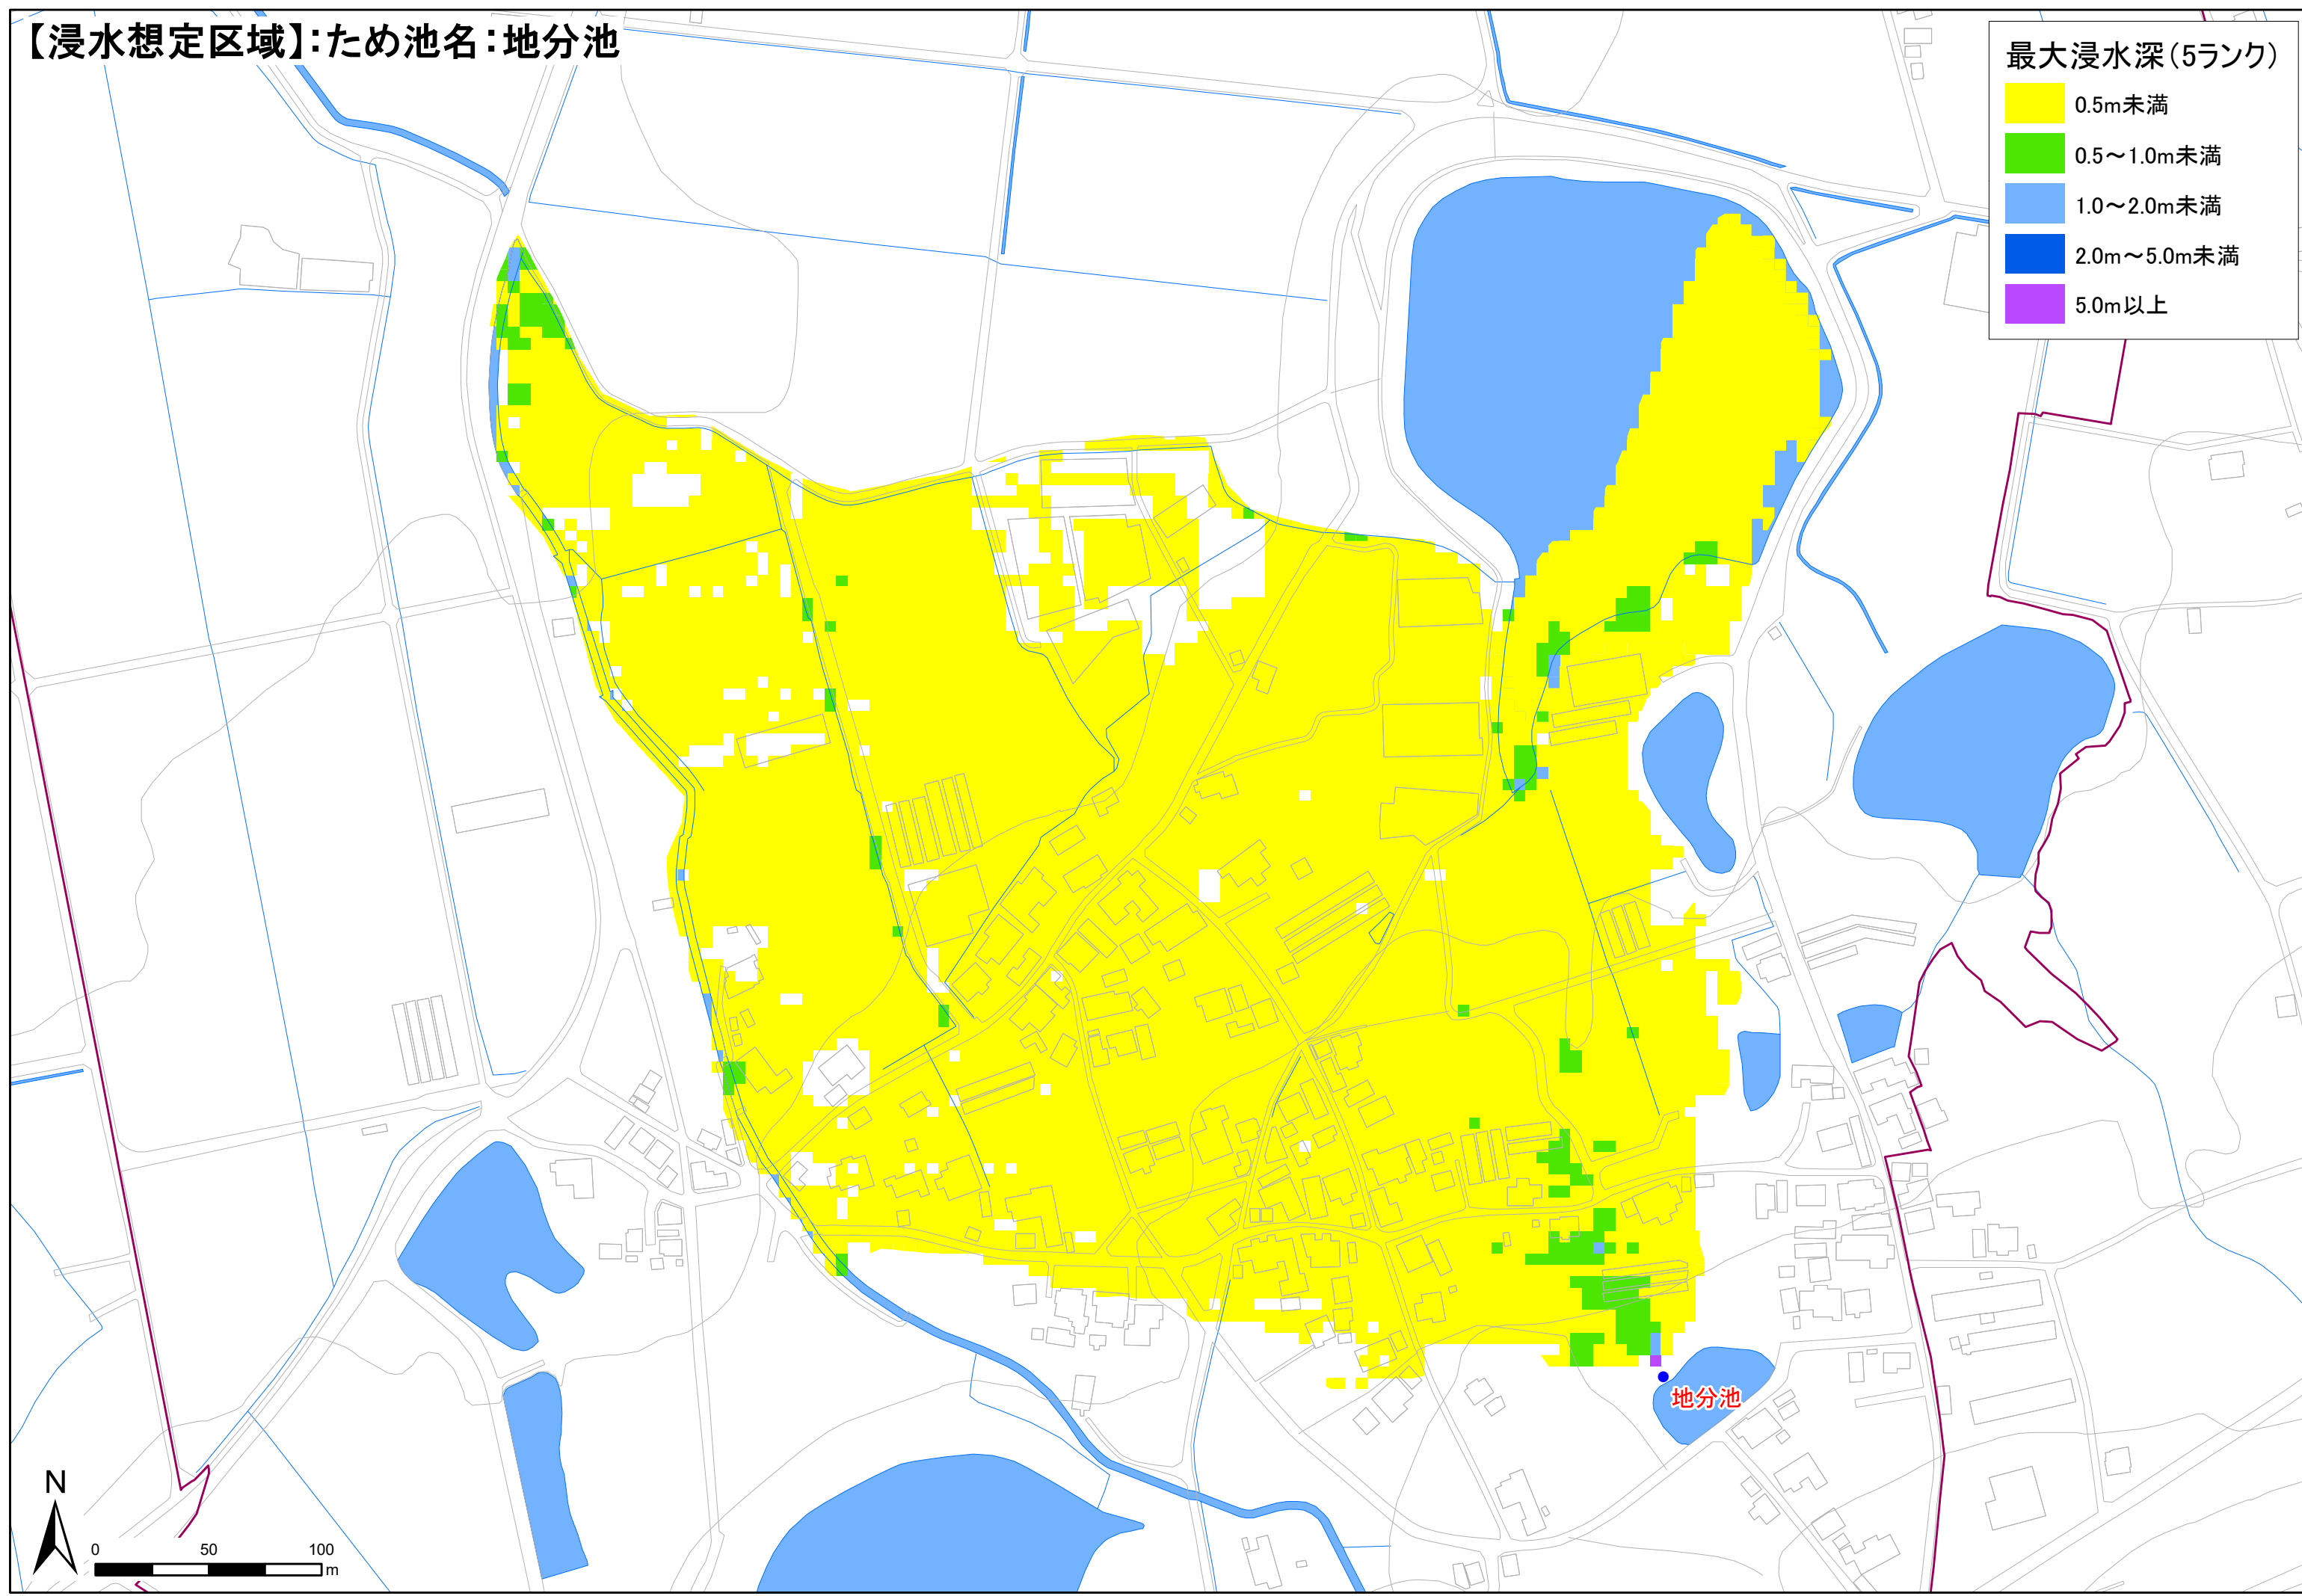 【浸水想定区域】:ため池名:地分池
最大浸水深(5ランク)
0.5m未満
0.5～1.0m未満
1.0～2.0m未満
2.0m～5.0m未満
5.0m以上
地分池
N
0 50 100
m